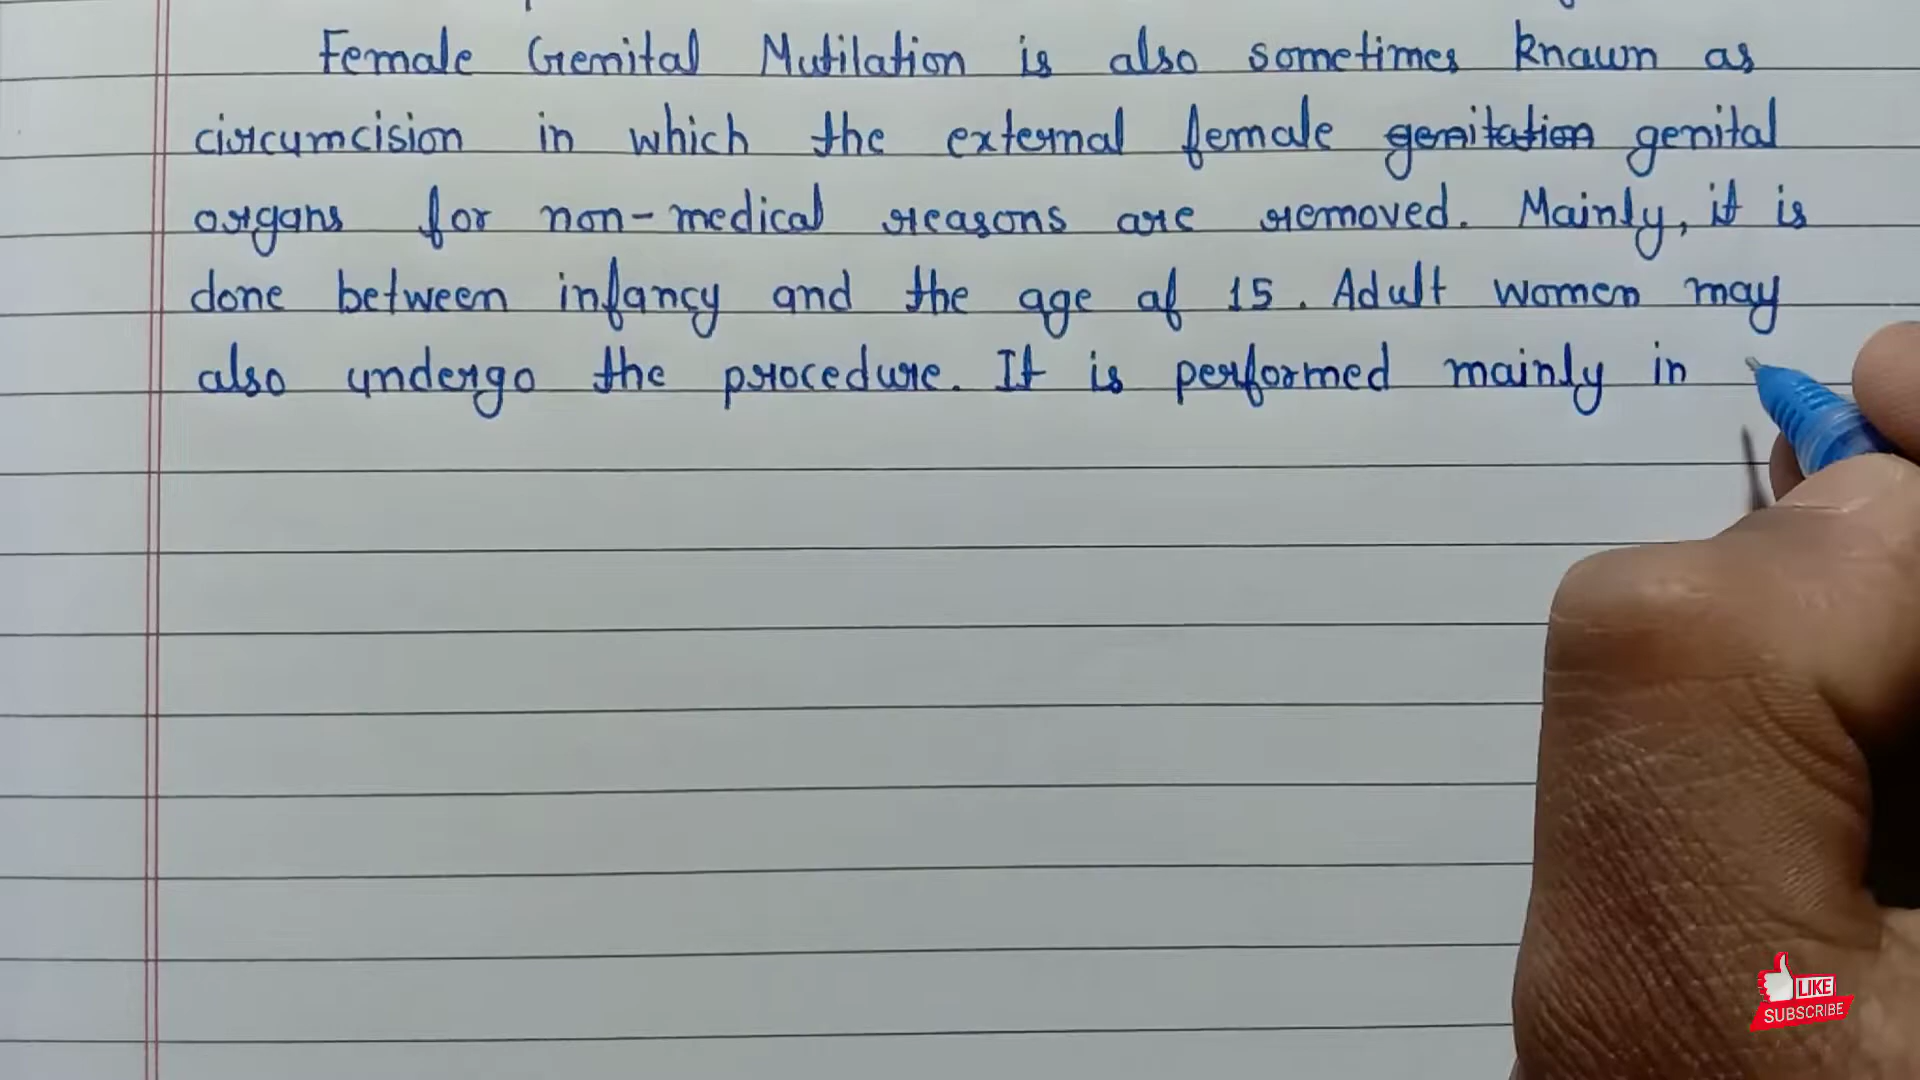 Female Genital Mutilation is also sometimes knawn as
circumcision in which the external female genitation genital
organs for non-medical reasons are removed. Mainly, it is
done between infancy and the age of 15. Adult women may
also undergo the procedure. It is performed mainly in
LIKE
SUBSCRIBE